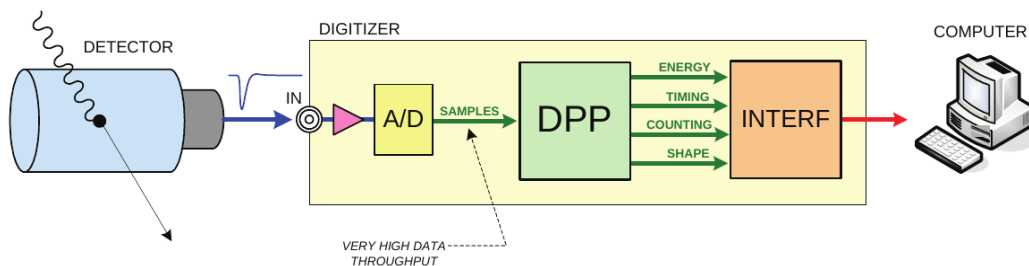 DETECTOR
DIGITIZER
COMPUTER
IN
A/D
SAMPLES
DPP
ENERGY
TIMING
COUNTING
SHAPE
INTERF
VERY HIGH DATA
THROUGHPUT